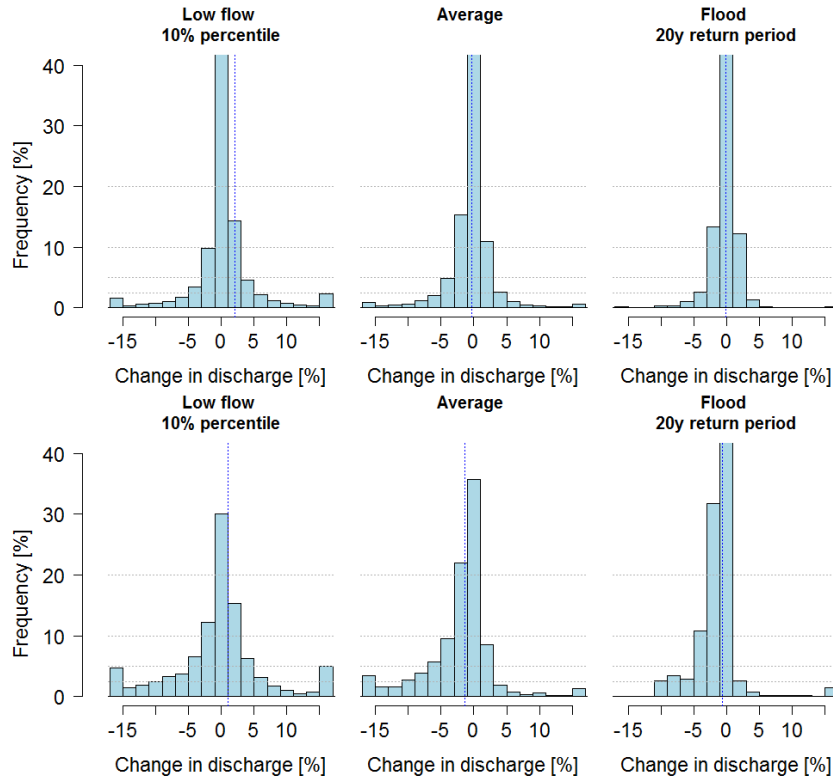 Low flow Average Flood
10% percentile 20y return period
Frequency [%]
40
30
20
10
0
-15 -5 0 5 10 -15 -5 0 5 10 -15 -5 0 5 10
Change in discharge [%] Change in discharge [%] Change in discharge [%]
Low flow Average Flood
10% percentile 20y return period
Frequency [%]
40
30
20
10
0
-15 -5 0 5 10 -15 -5 0 5 10 -15 -5 0 5 10
Change in discharge [%] Change in discharge [%] Change in discharge [%]